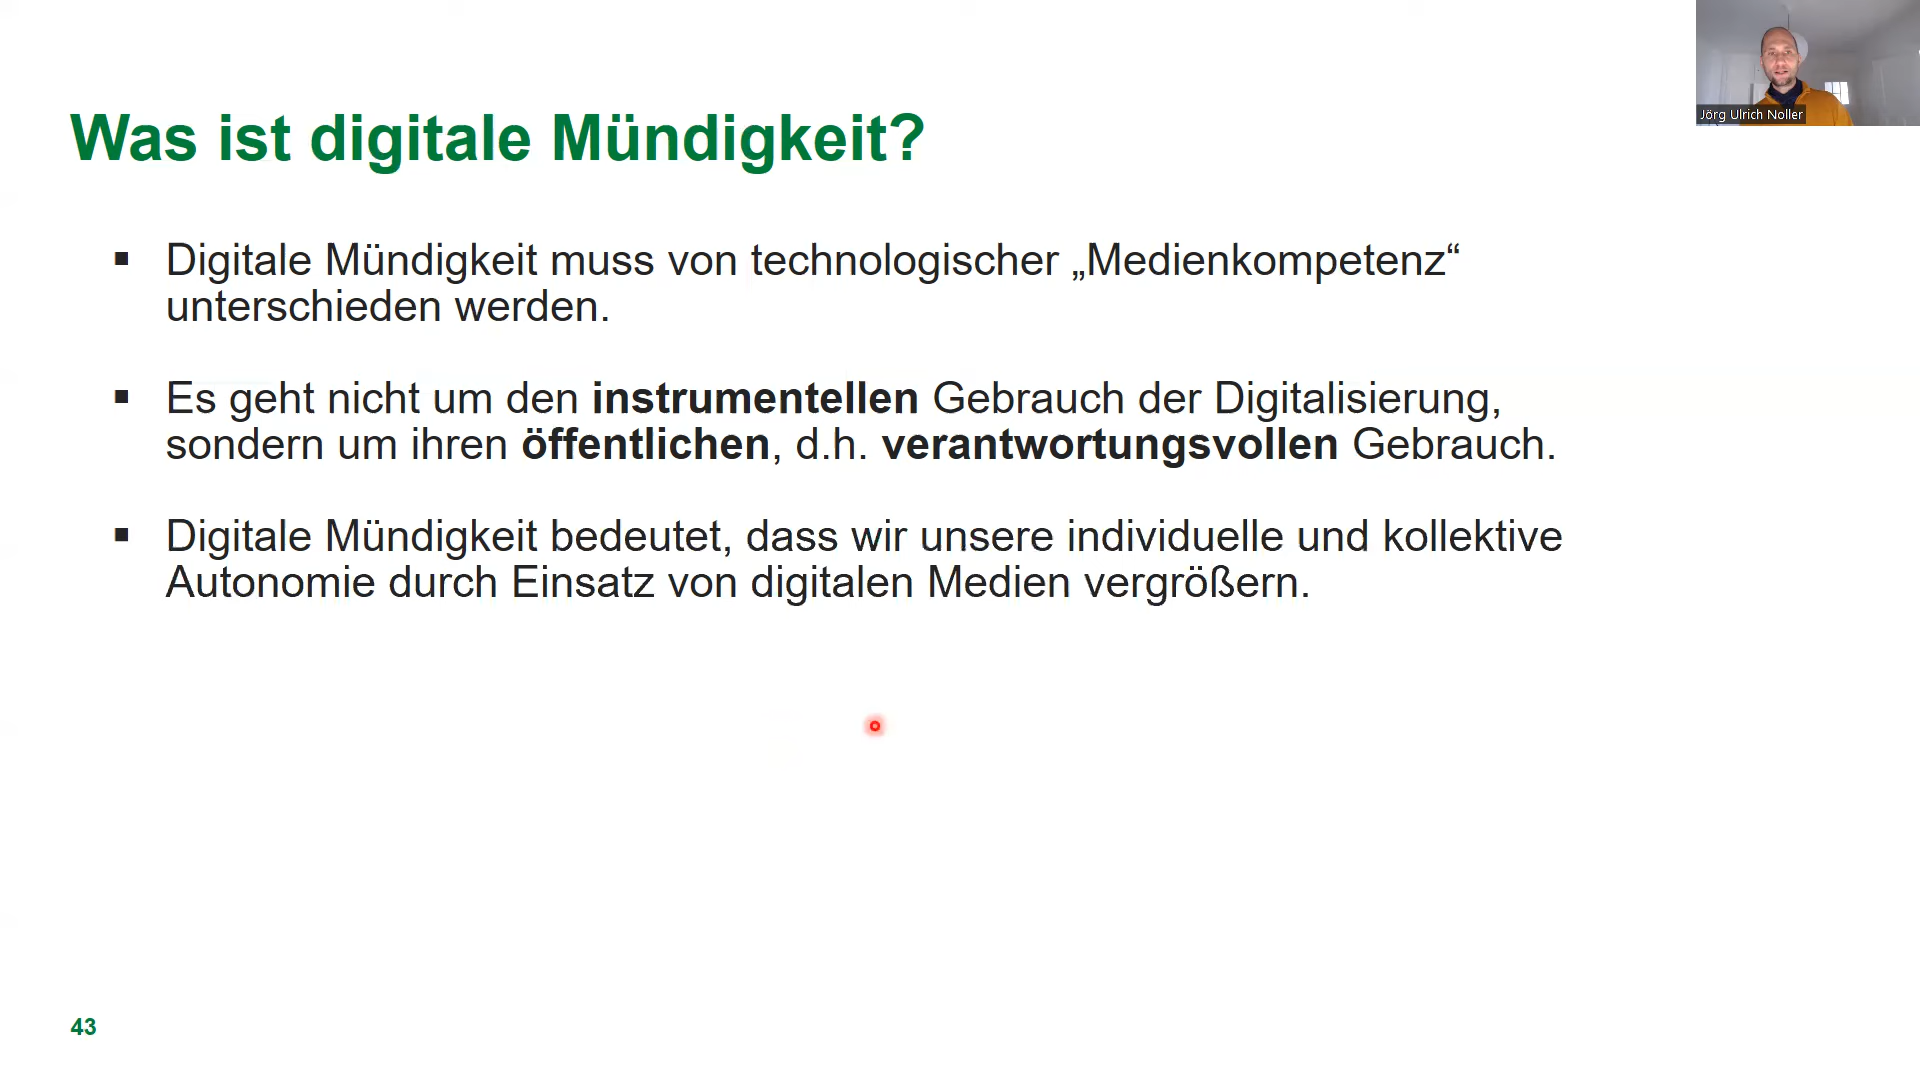 Jörg Ulrich Noller
Was ist digitale Mündigkeit?
▪ Digitale Mündigkeit muss von technologischer „Medienkompetenz“
unterschieden werden.
▪ Es geht nicht um den instrumentellen Gebrauch der Digitalisierung,
sondern um ihren öffentlichen, d.h. verantwortungsvollen Gebrauch.
▪ Digitale Mündigkeit bedeutet, dass wir unsere individuelle und kollektive
Autonomie durch Einsatz von digitalen Medien vergrößern.
43